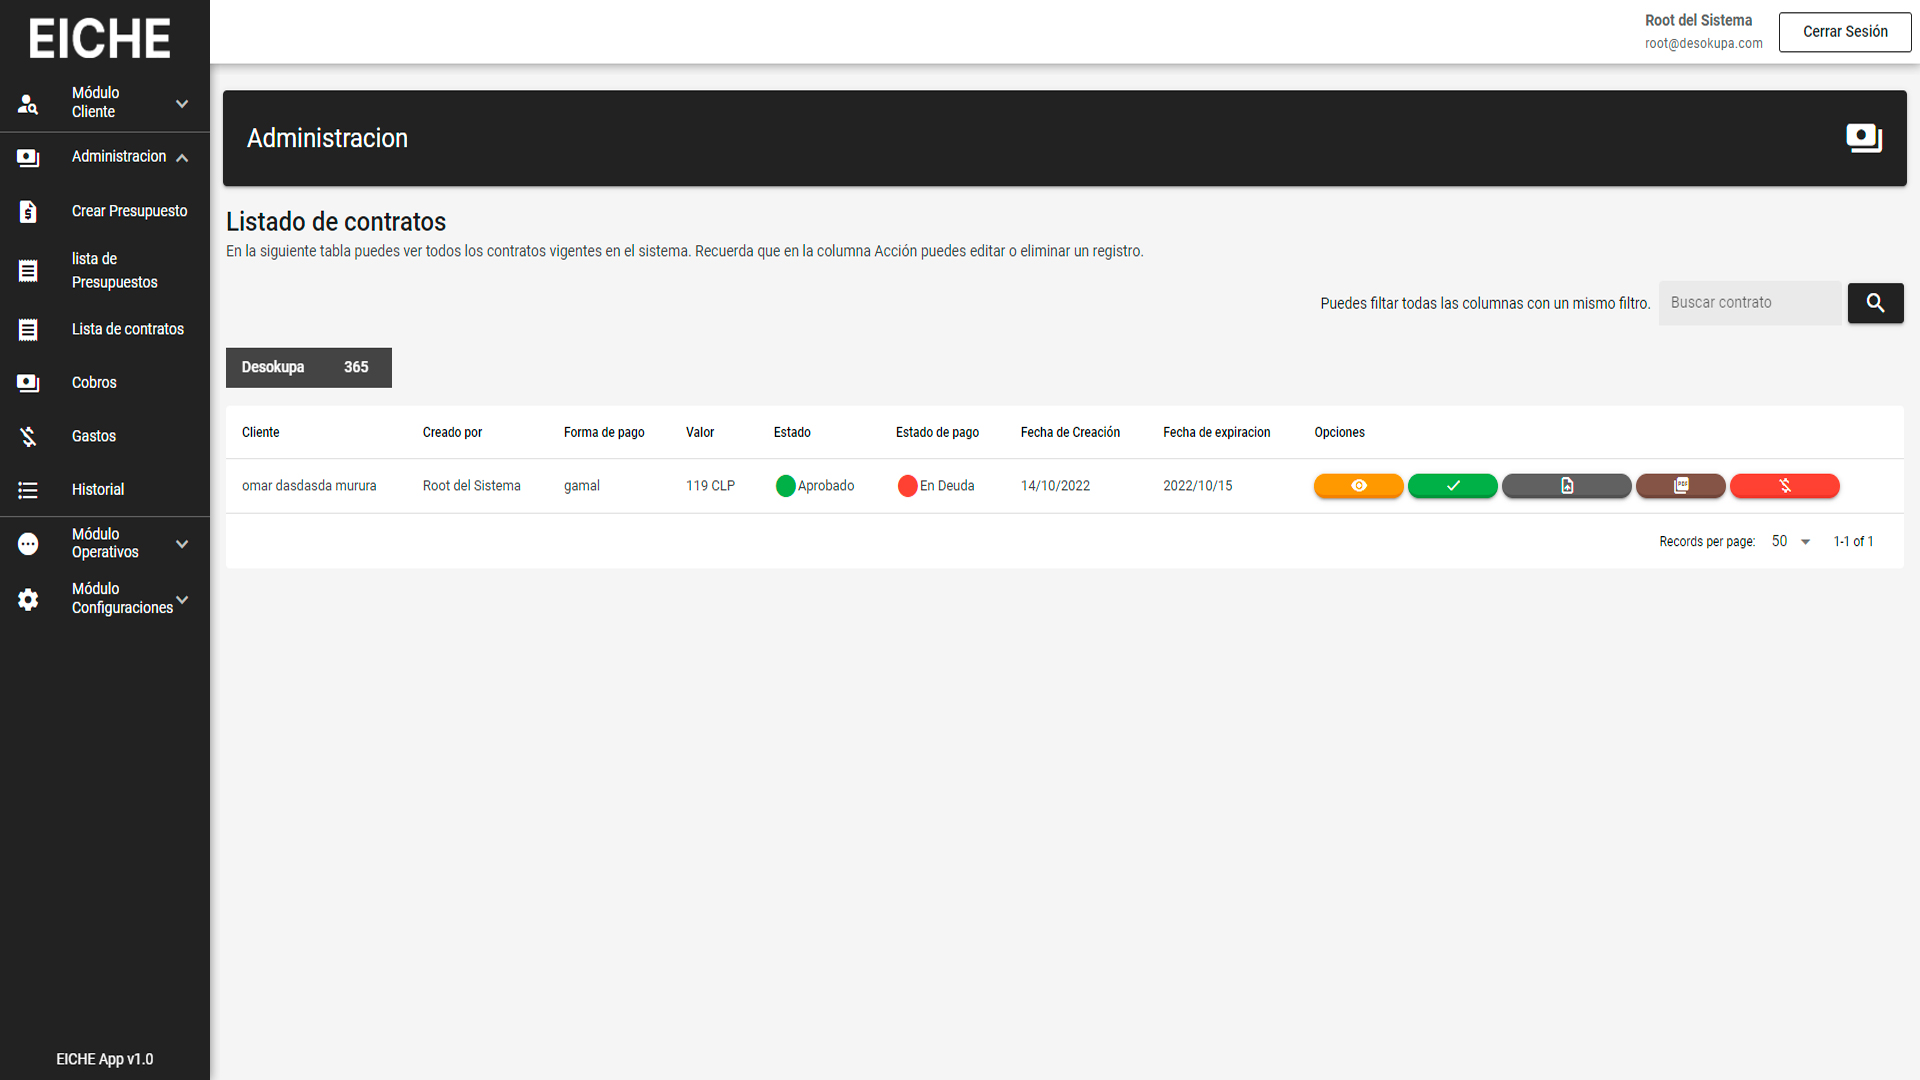 EICHE
Root del Sistema
root@desokupa.com
Cerrar Sesión
Módulo
Cliente
Administracion
Crear Presupuesto
lista de
Presupuestos
Lista de contratos
Cobros
Gastos
Historial
Módulo
Operativos
Módulo
Configuraciones
EICHE App v1.0
Administracion
Listado de contratos
En la siguiente tabla puedes ver todos los contratos vigentes en el sistema. Recuerda que en la columna Acción puedes editar o eliminar un registro.
Puedes filtar todas las columnas con un mismo filtro.
Buscar contrato
Desokupa 365
Cliente Creado por Forma de pago Valor Estado Estado de pago Fecha de Creación Fecha de expiracion Opciones
omar dasdasda murura Root del Sistema gamal 119 CLP Aprobado En Deuda 14/10/2022 2022/10/15 PDF
Records per page: 50 1-1 of 1